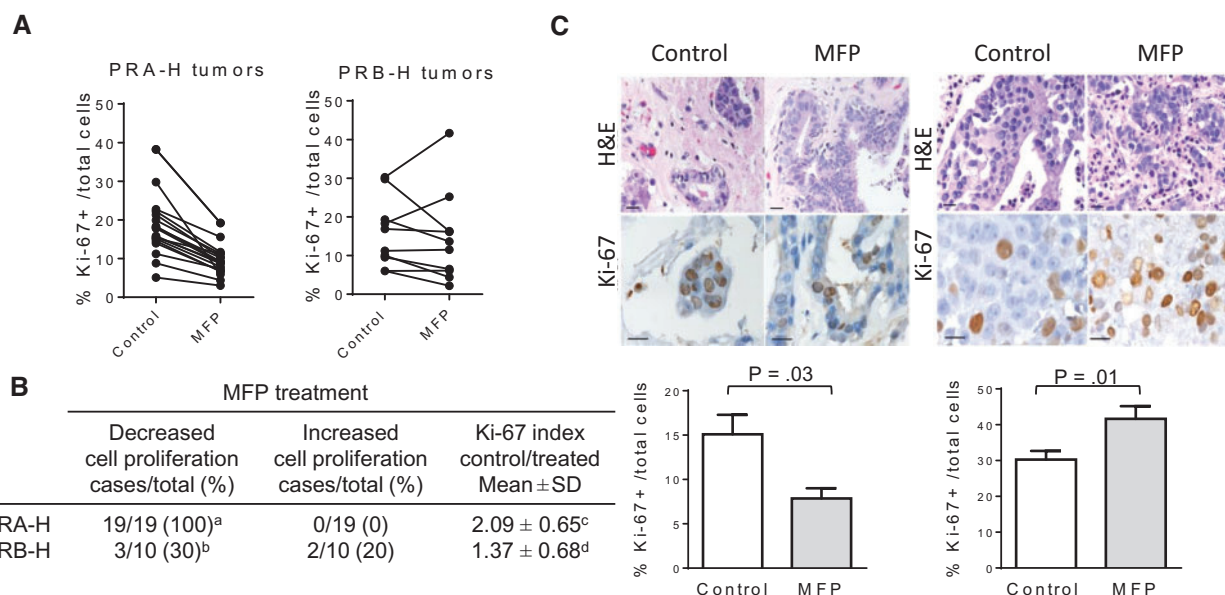 A
PRA-H tumors
PRB-H tumors
% Ki-67+ /total cells
50
40
30
20
10
0
Control
MFP
% Ki-67+ /total cells
50
40
30
20
10
0
Control
MFP
B
MFP treatment
Decreased
cell proliferation
cases/total (%)
Increased
cell proliferation
cases/total (%)
Ki-67 index
control/treated
Mean ± SD
RA-H 19/19 (100)a 0/19 (0) 2.09 ± 0.65c
RB-H 3/10 (30)b 2/10 (20) 1.37 ± 0.68d
C
Control MFP
H&E
Ki-67
P = .03
% Ki-67+ /total cells
20
15
10
5
0
Control MFP
Control MFP
H&E
Ki-67
P = .01
% Ki-67+ /total cells
50
40
30
20
10
0
Control MFP